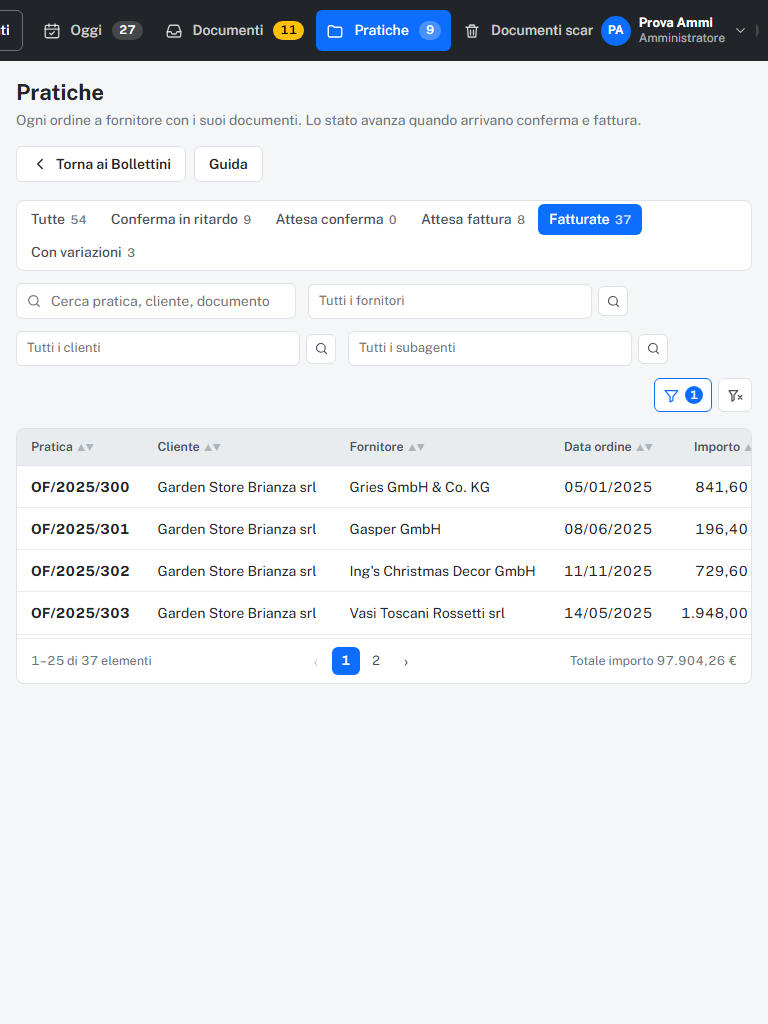 ti Oggi 27 Documenti 11 Pratiche 9 Documenti scar PA Prova Ammi
Amministratore
Pratiche
Ogni ordine a fornitore con i suoi documenti. Lo stato avanza quando arrivano conferma e fattura.
Torna ai Bollettini Guida
Tutte 54 Conferma in ritardo 9 Attesa conferma 0 Attesa fattura 8 Fatturate 37
Con variazioni 3
Cerca pratica, cliente, documento Tutti i fornitori
Tutti i clienti Tutti i subagenti
1
Pratica Cliente Fornitore Data ordine Importo
OF/2025/300 Garden Store Brianza srl Gries GmbH & Co. KG 05/01/2025 841,60
OF/2025/301 Garden Store Brianza srl Gasper GmbH 08/06/2025 196,40
OF/2025/302 Garden Store Brianza srl Ing's Christmas Decor GmbH 11/11/2025 729,60
OF/2025/303 Garden Store Brianza srl Vasi Toscani Rossetti srl 14/05/2025 1.948,00
1–25 di 37 elementi ‹ 1 2 › Totale importo 97.904,26 €